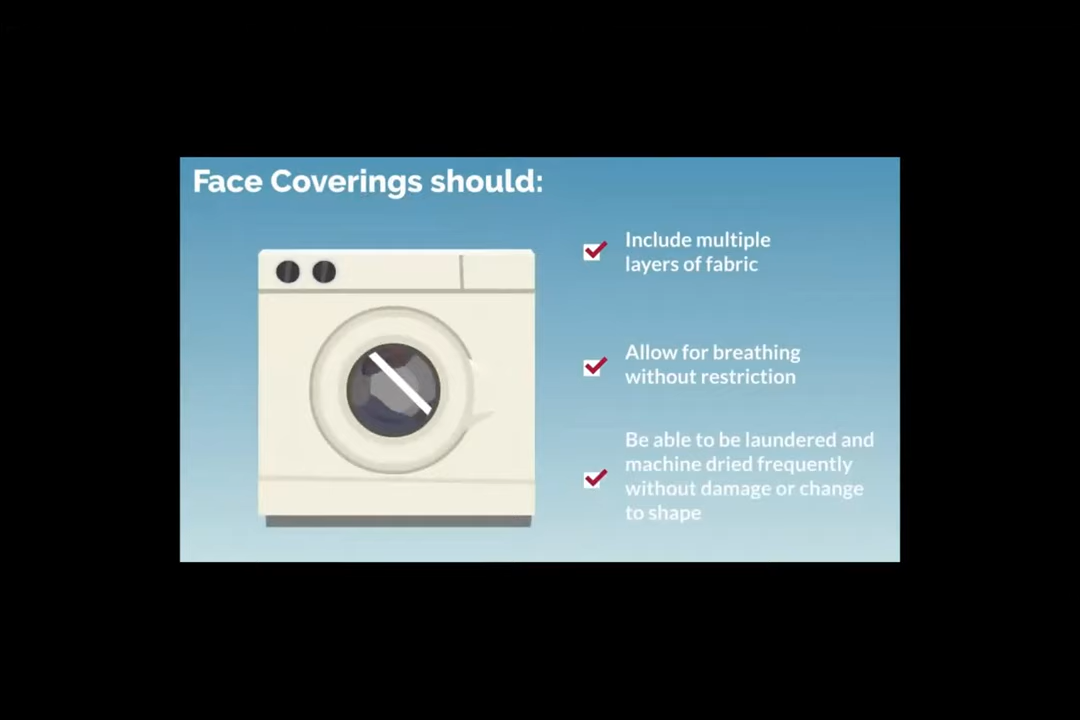 Face Coverings should:
Include multiple
layers of fabric
Allow for breathing
without restriction
Be able to be laundered and
machine dried frequently
without damage or change
to shape